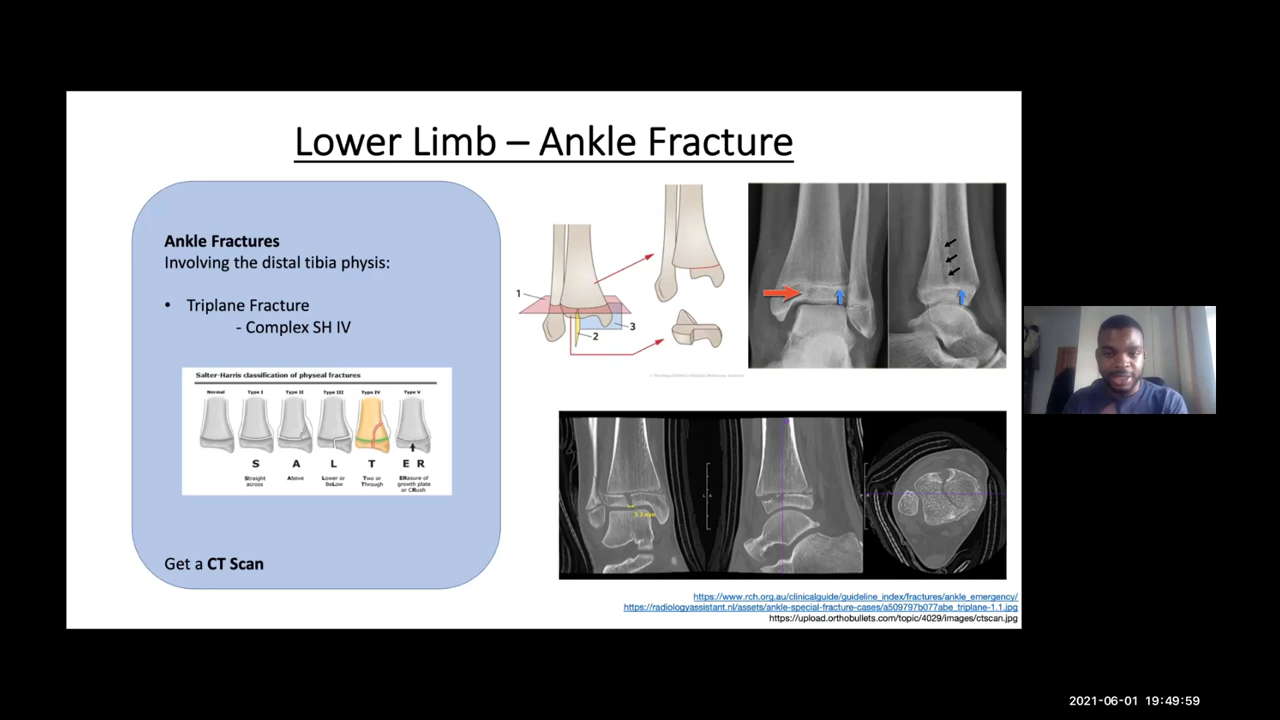 Lower Limb – Ankle Fracture
Ankle Fractures
Involving the distal tibia physis:
• Triplane Fracture
- Complex SH IV
Salter-Harris classification of physeal fractures
Normal Type I Type II Type III Type IV Type V
S A L T E R
Straight across
Above
Lower or BeLow
Two or Through
ERasure of growth plate or CRush
Get a CT Scan
1
2
3
https://www.rch.org.au/clinicalguide/guideline_index/fractures/ankle_emergency/
https://radiologyassistant.nl/assets/ankle-special-fracture-cases/a509797b077abe_triplane-1.1.jpg
https://upload.orthobullets.com/topic/4029/images/ctscan.jpg
2021-06-01 19:49:59